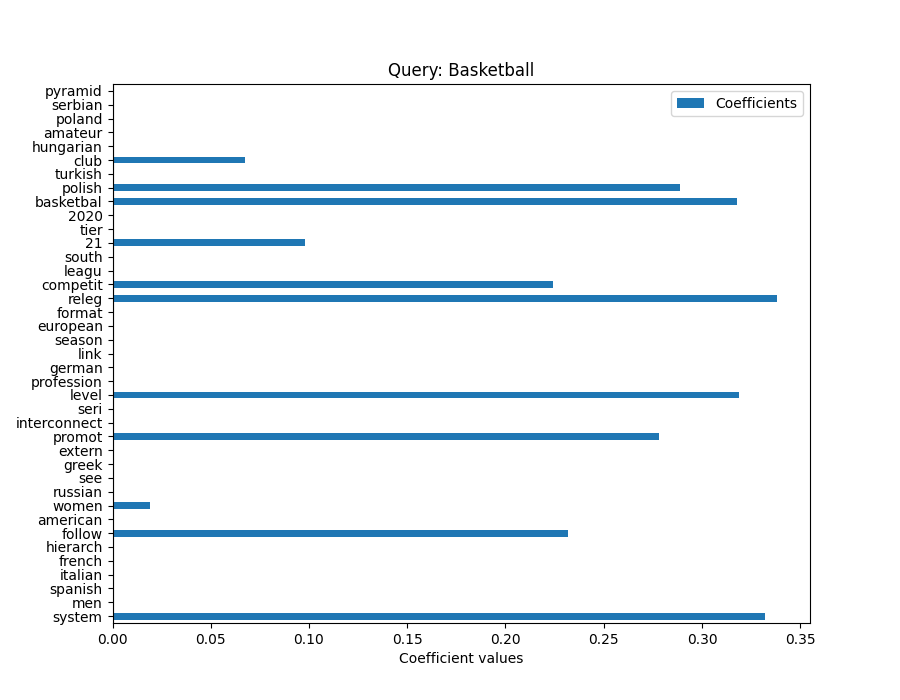 Query: Basketball
Coefficients
pyramid
serbian
poland
amateur
hungarian
club
turkish
polish
basketbal
2020
tier
21
south
leagu
competit
releg
format
european
season
link
german
profession
level
seri
interconnect
promot
extern
greek
see
russian
women
american
follow
hierarch
french
italian
spanish
men
system
0.00 0.05 0.10 0.15 0.20 0.25 0.30 0.35
Coefficient values